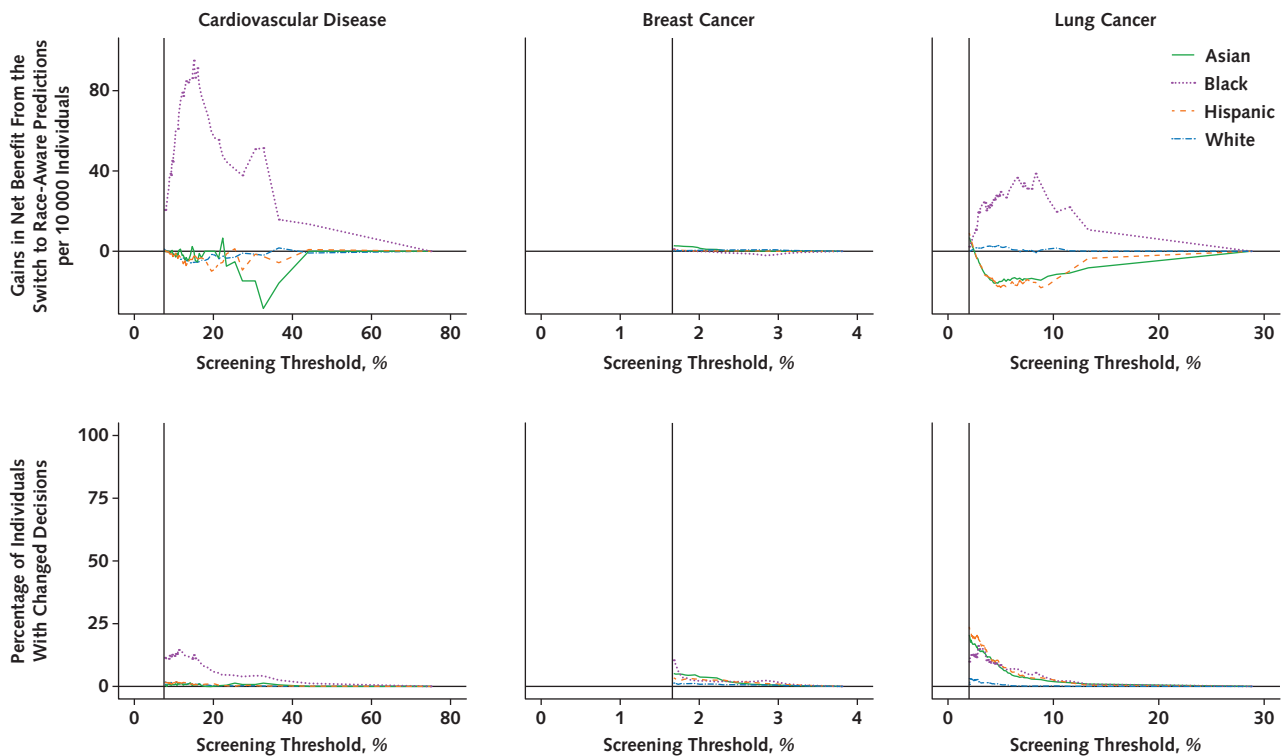 Cardiovascular Disease
Breast Cancer
Lung Cancer
Gains in Net Benefit From the
Switch to Race-Aware Predictions
per 10 000 Individuals
80
40
0
Asian
Black
Hispanic
White
0 20 40 60 80
0 1 2 3 4
0 10 20 30
Screening Threshold, %
Screening Threshold, %
Screening Threshold, %
Percentage of Individuals
With Changed Decisions
100
75
50
25
0
0 20 40 60 80
0 1 2 3 4
0 10 20 30
Screening Threshold, %
Screening Threshold, %
Screening Threshold, %